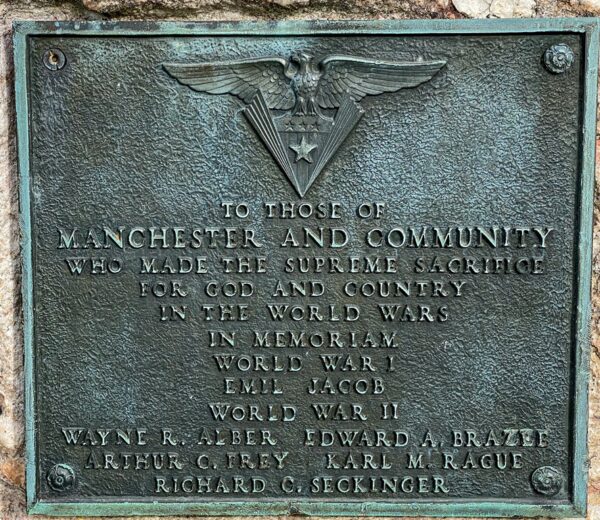 TO THOSE OF
MANCHESTER AND COMMUNITY
WHO MADE THE SUPREME SACRIFICE
FOR GOD AND COUNTRY
IN THE WORLD WARS
IN MEMORIAM
WORLD WAR I
EMIL JACOB
WORLD WAR II
WAYNE R. ALBER EDWARD A. BRAZEE
ARTHUR C. FREY KARL M. RAGUE
RICHARD C. SECKINGER